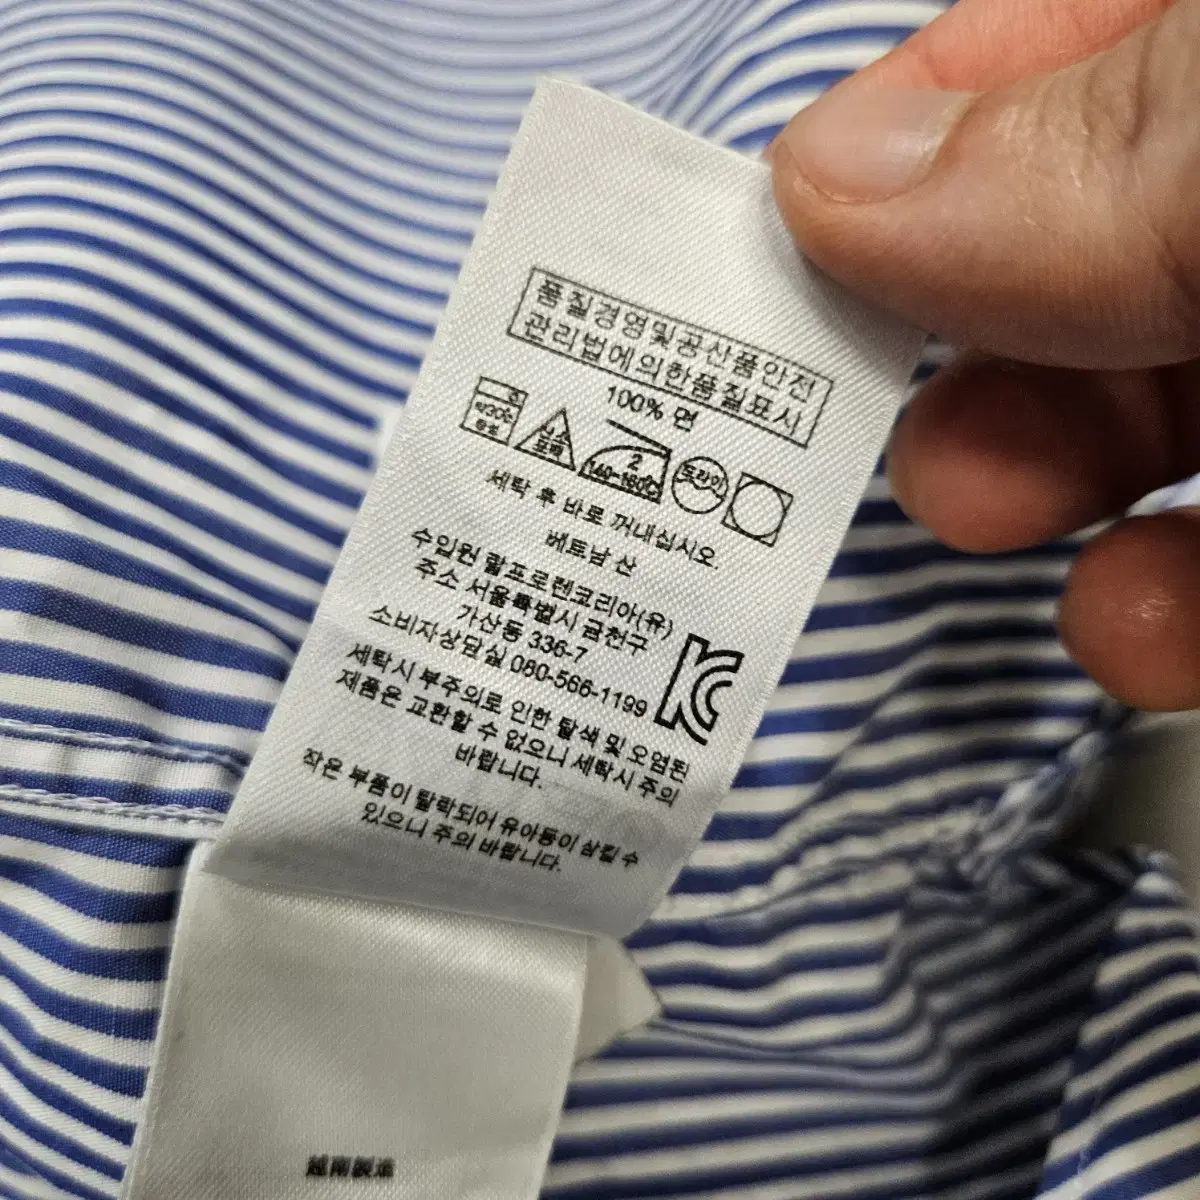 품질경영및공산품안전
관리법에의한품질표시
100% 면
약30℃
중성
산소
표백
2
140~160℃
드라이
세탁 후 바로 꺼내십시오.
베트남 산
수입원 랄프로렌코리아(유)
주소 서울특별시 금천구
가산동 336-7
소비자상담실 080-566-1199
세탁시 부주의로 인한 탈색 및 오염된
제품은 교환할 수 없으니 세탁시 주의
바랍니다.
작은 부품이 탈락되어 유아동이 삼킬 수
있으니 주의 바랍니다.
越南製造